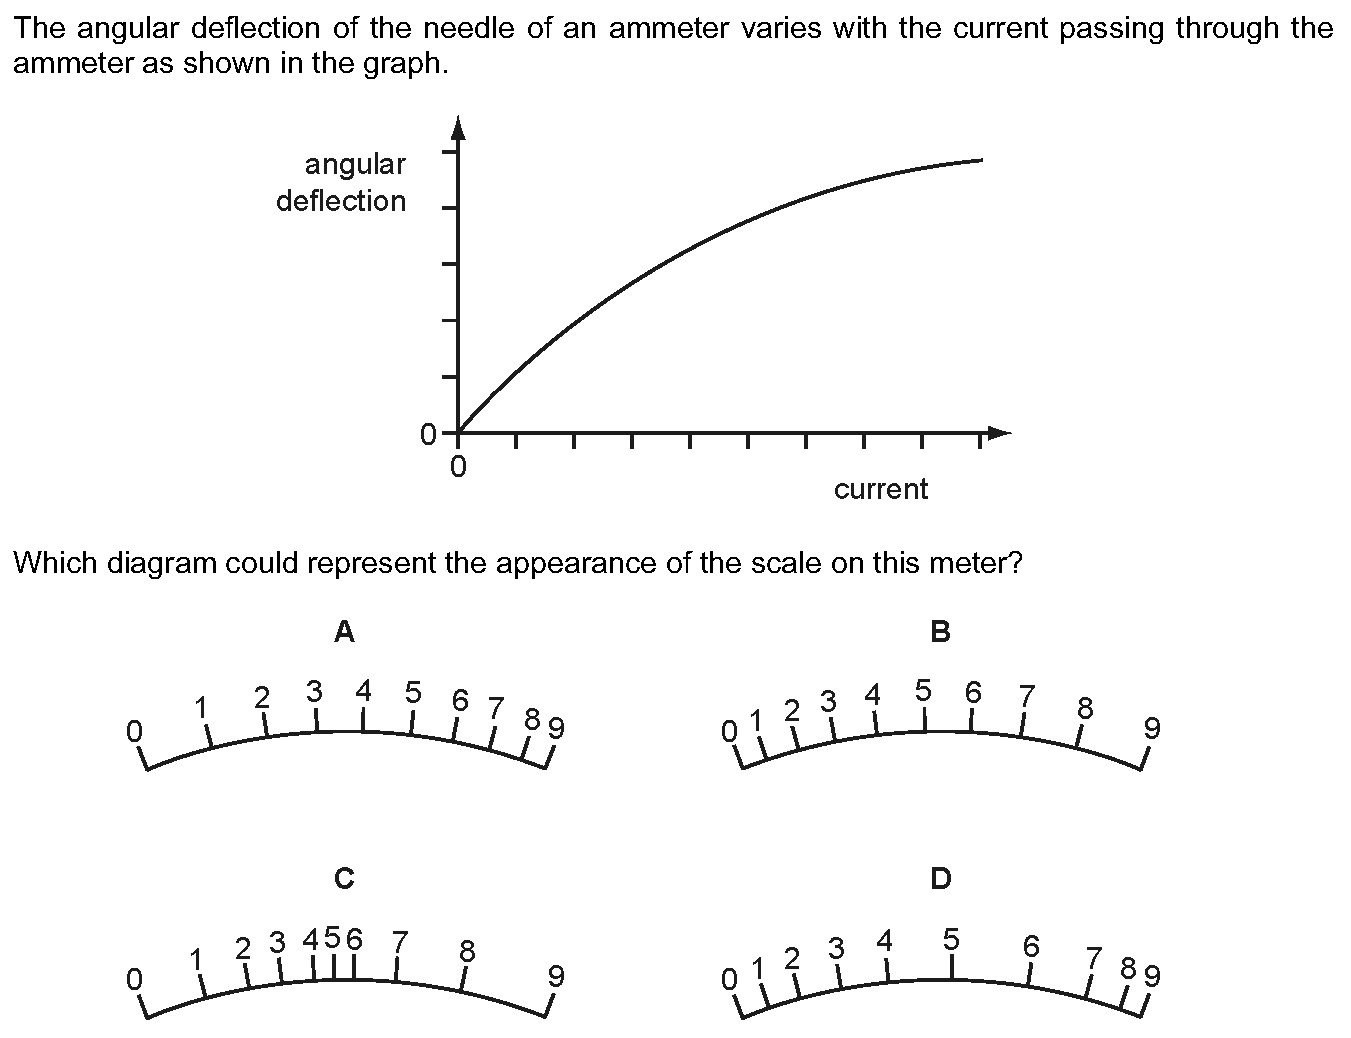 The angular deflection of the needle of an ammeter varies with the current passing through the
ammeter as shown in the graph.
angular
deflection
0
0
current
Which diagram could represent the appearance of the scale on this meter?
A
0 1 2 3 4 5 6 7 8 9
B
0 1 2 3 4 5 6 7 8 9
C
0 1 2 3 4 5 6 7 8 9
D
0 1 2 3 4 5 6 7 8 9